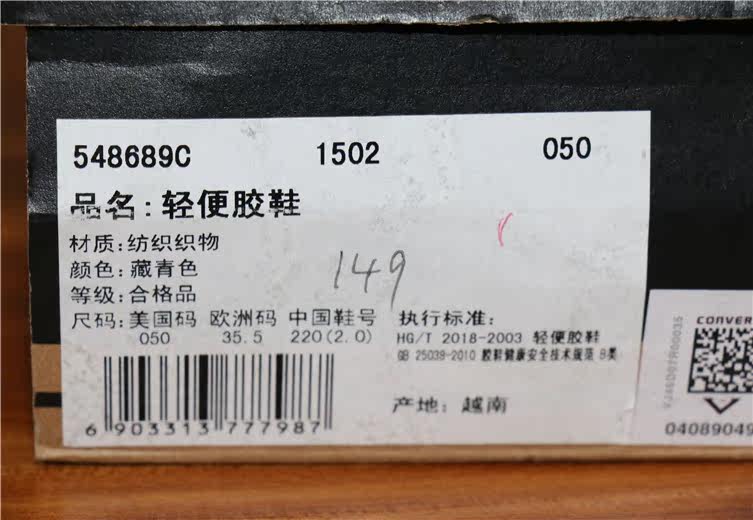 548689C 1502 050
品名:轻便胶鞋
材质:纺织织物
颜色:藏青色
等级:合格品
149
尺码:美国码 欧洲码 中国鞋号
050 35.5 220(2.0)
执行标准:
HG/T 2018-2003 轻便胶鞋
GB 25038-2010 胶鞋健康安全技术规范 B类
产地: 越南
6 903313 777987
CONVER
04089049